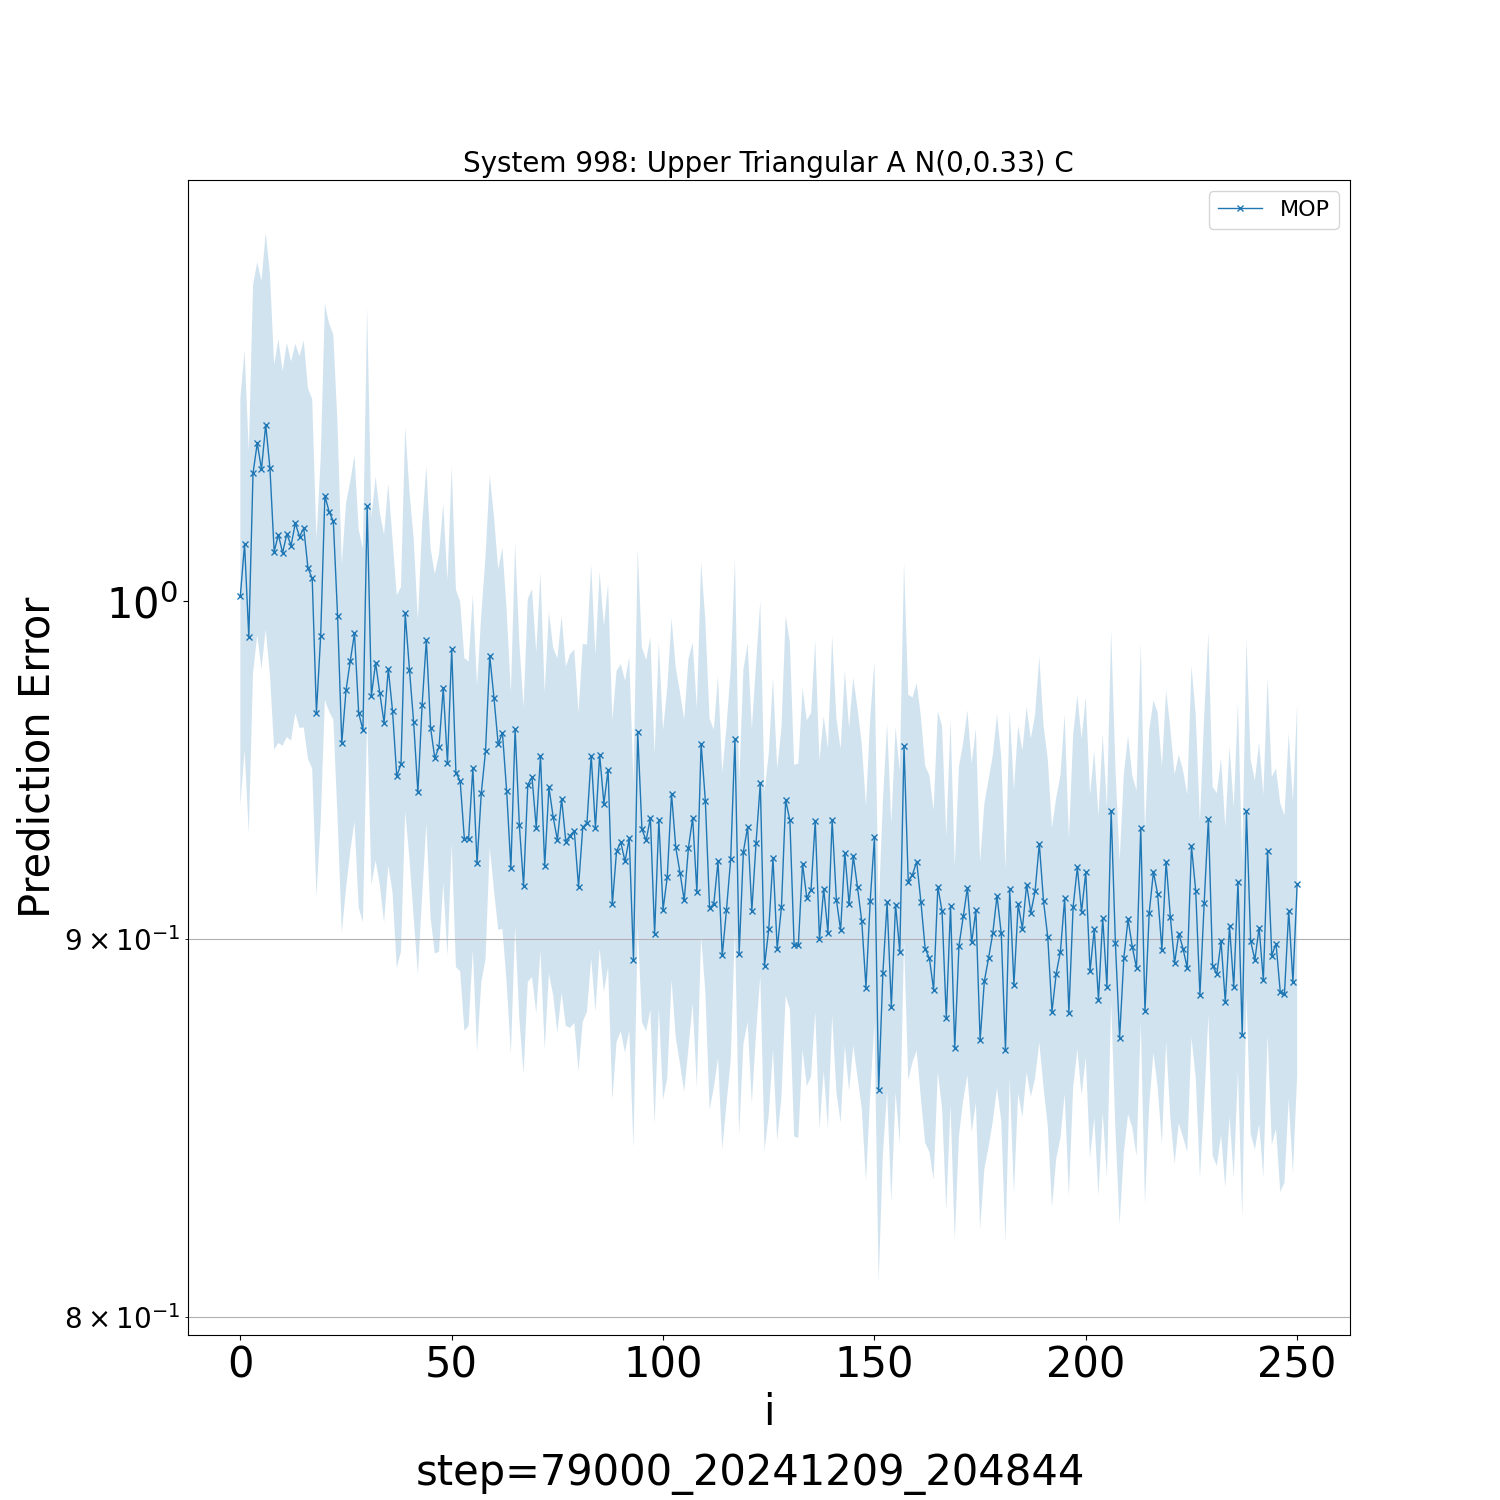 System 998: Upper Triangular A N(0,0.33) C
MOP
Prediction Error
10⁰
9 × 10⁻¹
8 × 10⁻¹
0 50 100 150 200 250
i
step=79000_20241209_204844